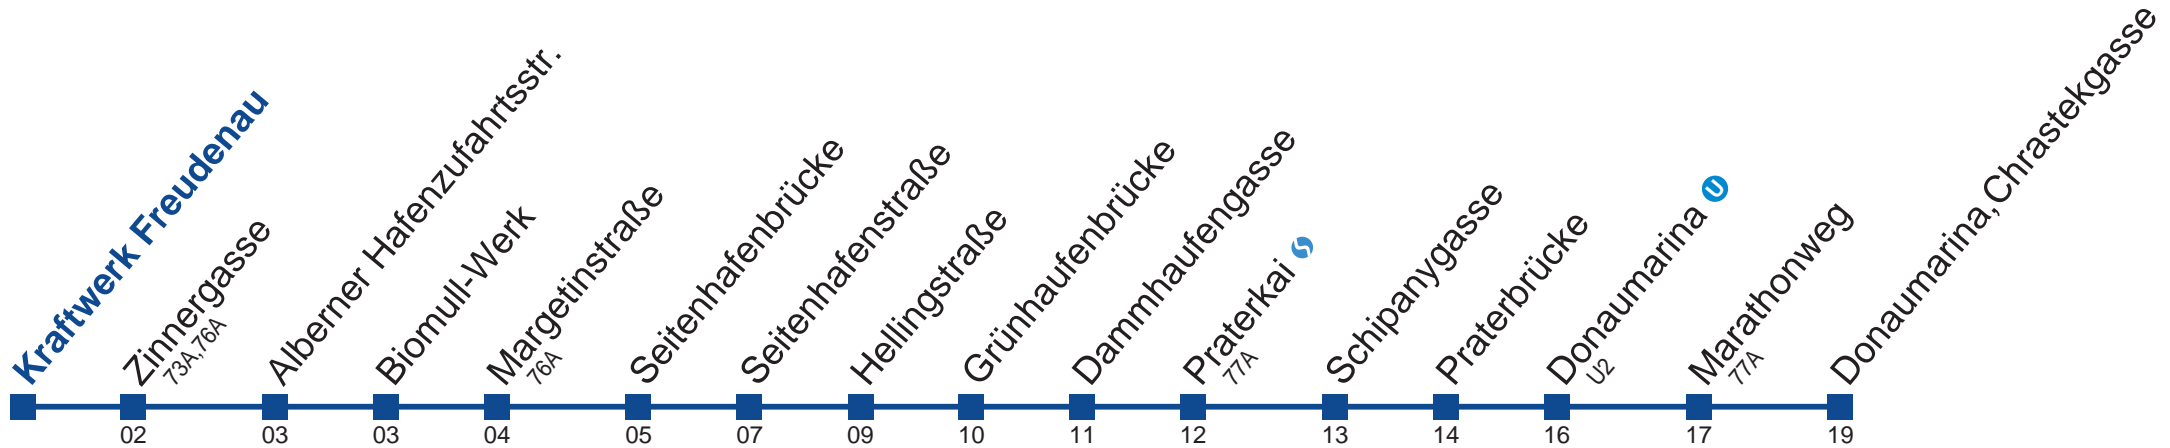 Kraftwerk Freudenau
Zinnergasse
73A,76A
02
Alberner Hafenzufahrtsstr.
03
Biomull-Werk
03
Margetinstraße
76A
04
Seitenhafenbrücke
05
Seitenhafenstraße
07
Hellingstraße
09
Grünhaufenbrücke
10
Dammhaufengasse
11
Praterkai
77A
12
Schipanygasse
13
Praterbrücke
14
Donaumarina U
U2
16
Marathonweg
77A
17
Donaumarina, Chrastekgasse
19